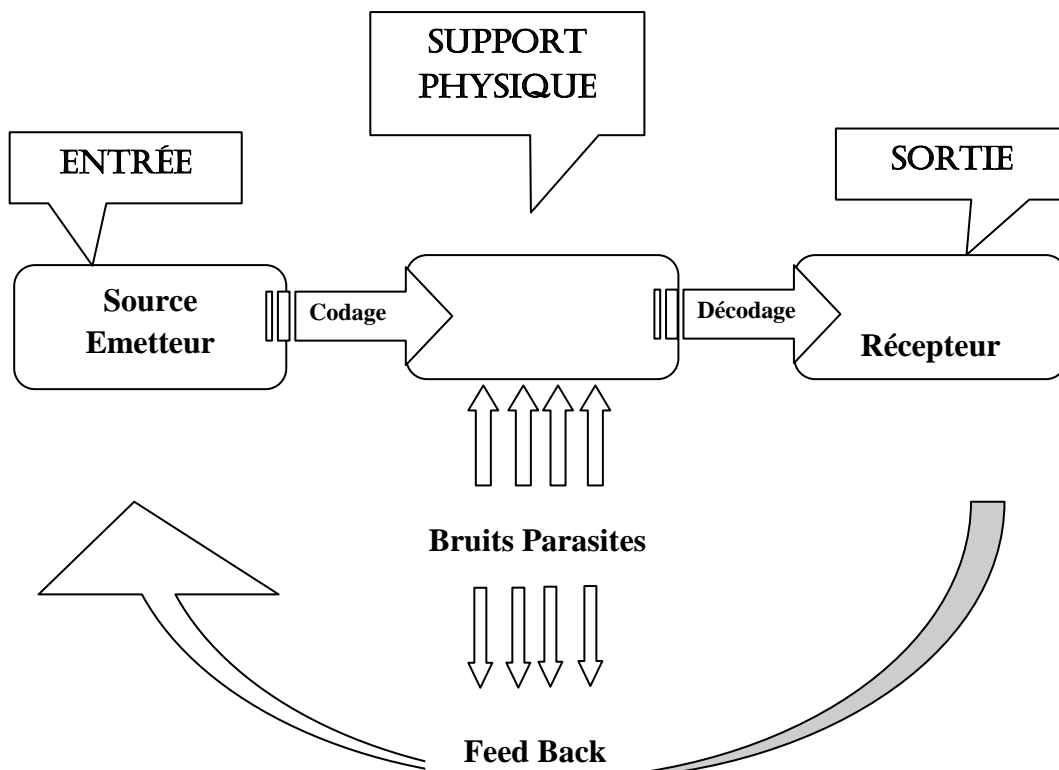 SUPPORT
PHYSIQUE
ENTRÉE
SORTIE
Source
Emetteur
Codage
Décodage
Récepteur
Bruits Parasites
Feed Back